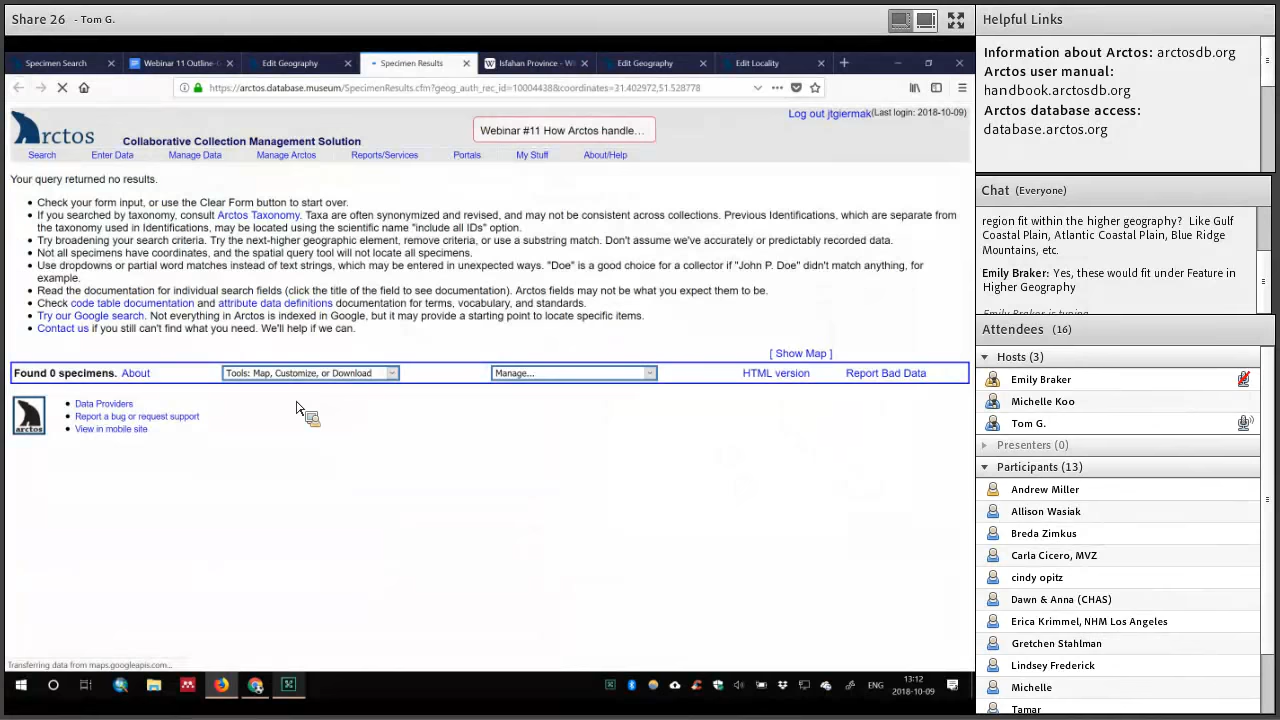 Share 26 - Tom G.
Specimen Search
Webinar 11 Outline-
Edit Geography
Specimen Results
Isfahan Province - Wi
Edit Geography
Edit Locality
https://arctos.database.museum/SpecimenResults.cfm?geog_auth_rec_id=10004438&coordinates=31.402972,51.528778
Arctos
Collaborative Collection Management Solution
Webinar #11 How Arctos handle…
Log out jtgiermak(Last login: 2018-10-09)
Search
Enter Data
Manage Data
Manage Arctos
Reports/Services
Portals
My Stuff
About/Help
Your query returned no results.
• Check your form input, or use the Clear Form button to start over.
• If you searched by taxonomy, consult Arctos Taxonomy. Taxa are often synonymized and revised, and may not be consistent across collections. Previous Identifications, which are separate
from the taxonomy used in Identifications, may be located using the scientific name "include all IDs" option.
• Try broadening your search criteria. Try the next-higher geographic element, remove criteria, or use a substring match. Don't assume we've accurately or predictably recorded data.
• Not all specimens have coordinates, and the spatial query tool will not locate all specimens.
• Use dropdowns or partial word matches instead of text strings, which may be entered in unexpected ways. "Doe" is a good choice for a collector if "John P. Doe" didn't match anything, for
example.
• Read the documentation for individual search fields (click the title of the field to see documentation). Arctos fields may not be what you expect them to be.
• Check code table documentation and attribute data definitions documentation for terms, vocabulary, and standards.
• Try our Google search. Not everything in Arctos is indexed in Google, but it may provide a starting point to locate specific items.
• Contact us if you still can't find what you need. We'll help if we can.
[ Show Map ]
Found 0 specimens. About
Tools: Map, Customize, or Download
Manage...
HTML version
Report Bad Data
arctos
• Data Providers
• Report a bug or request support
• View in mobile site
Transferring data from maps.googleapis.com...
ENG
13:12
2018-10-09
Helpful Links
Information about Arctos: arctosdb.org
Arctos user manual:
handbook.arctosdb.org
Arctos database access:
database.arctos.org
Chat (Everyone)
region fit within the higher geography? Like Gulf
Coastal Plain, Atlantic Coastal Plain, Blue Ridge
Mountains, etc.
Emily Braker: Yes, these would fit under Feature in
Higher Geography
Emily Braker is typing
Attendees (16)
Hosts (3)
Emily Braker
Michelle Koo
Tom G.
Presenters (0)
Participants (13)
Andrew Miller
Allison Wasiak
Breda Zimkus
Carla Cicero, MVZ
cindy opitz
Dawn & Anna (CHAS)
Erica Krimmel, NHM Los Angeles
Gretchen Stahlman
Lindsey Frederick
Michelle
Tamar